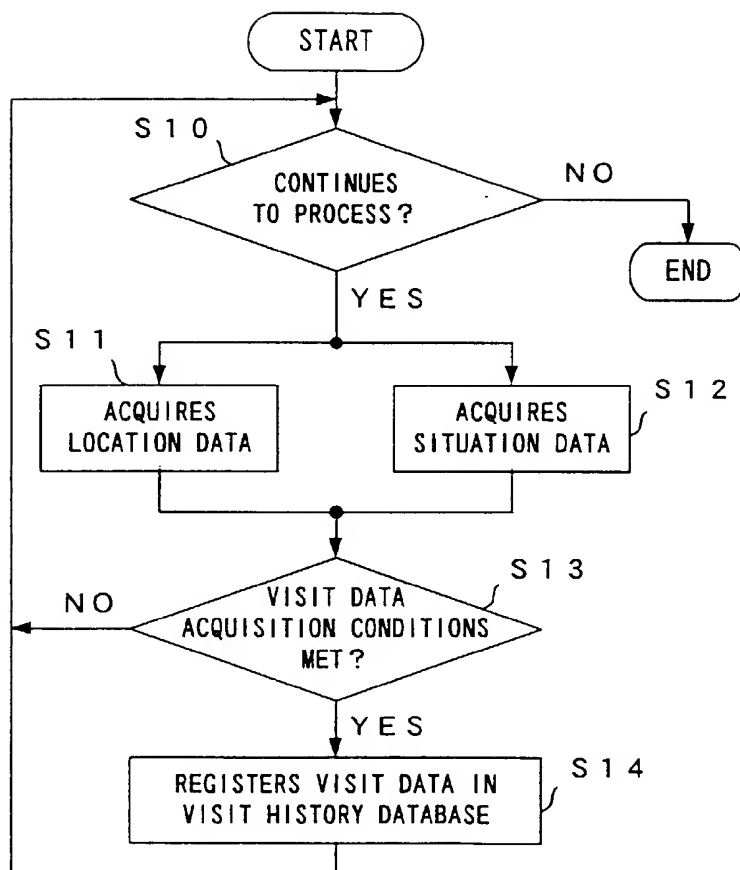 START
S10
CONTINUES
TO PROCESS?
NO
END
YES
S11
ACQUIRES
LOCATION DATA
S12
ACQUIRES
SITUATION DATA
S13
NO
VISIT DATA
ACQUISITION CONDITIONS
MET?
YES
S14
REGISTERS VISIT DATA IN
VISIT HISTORY DATABASE